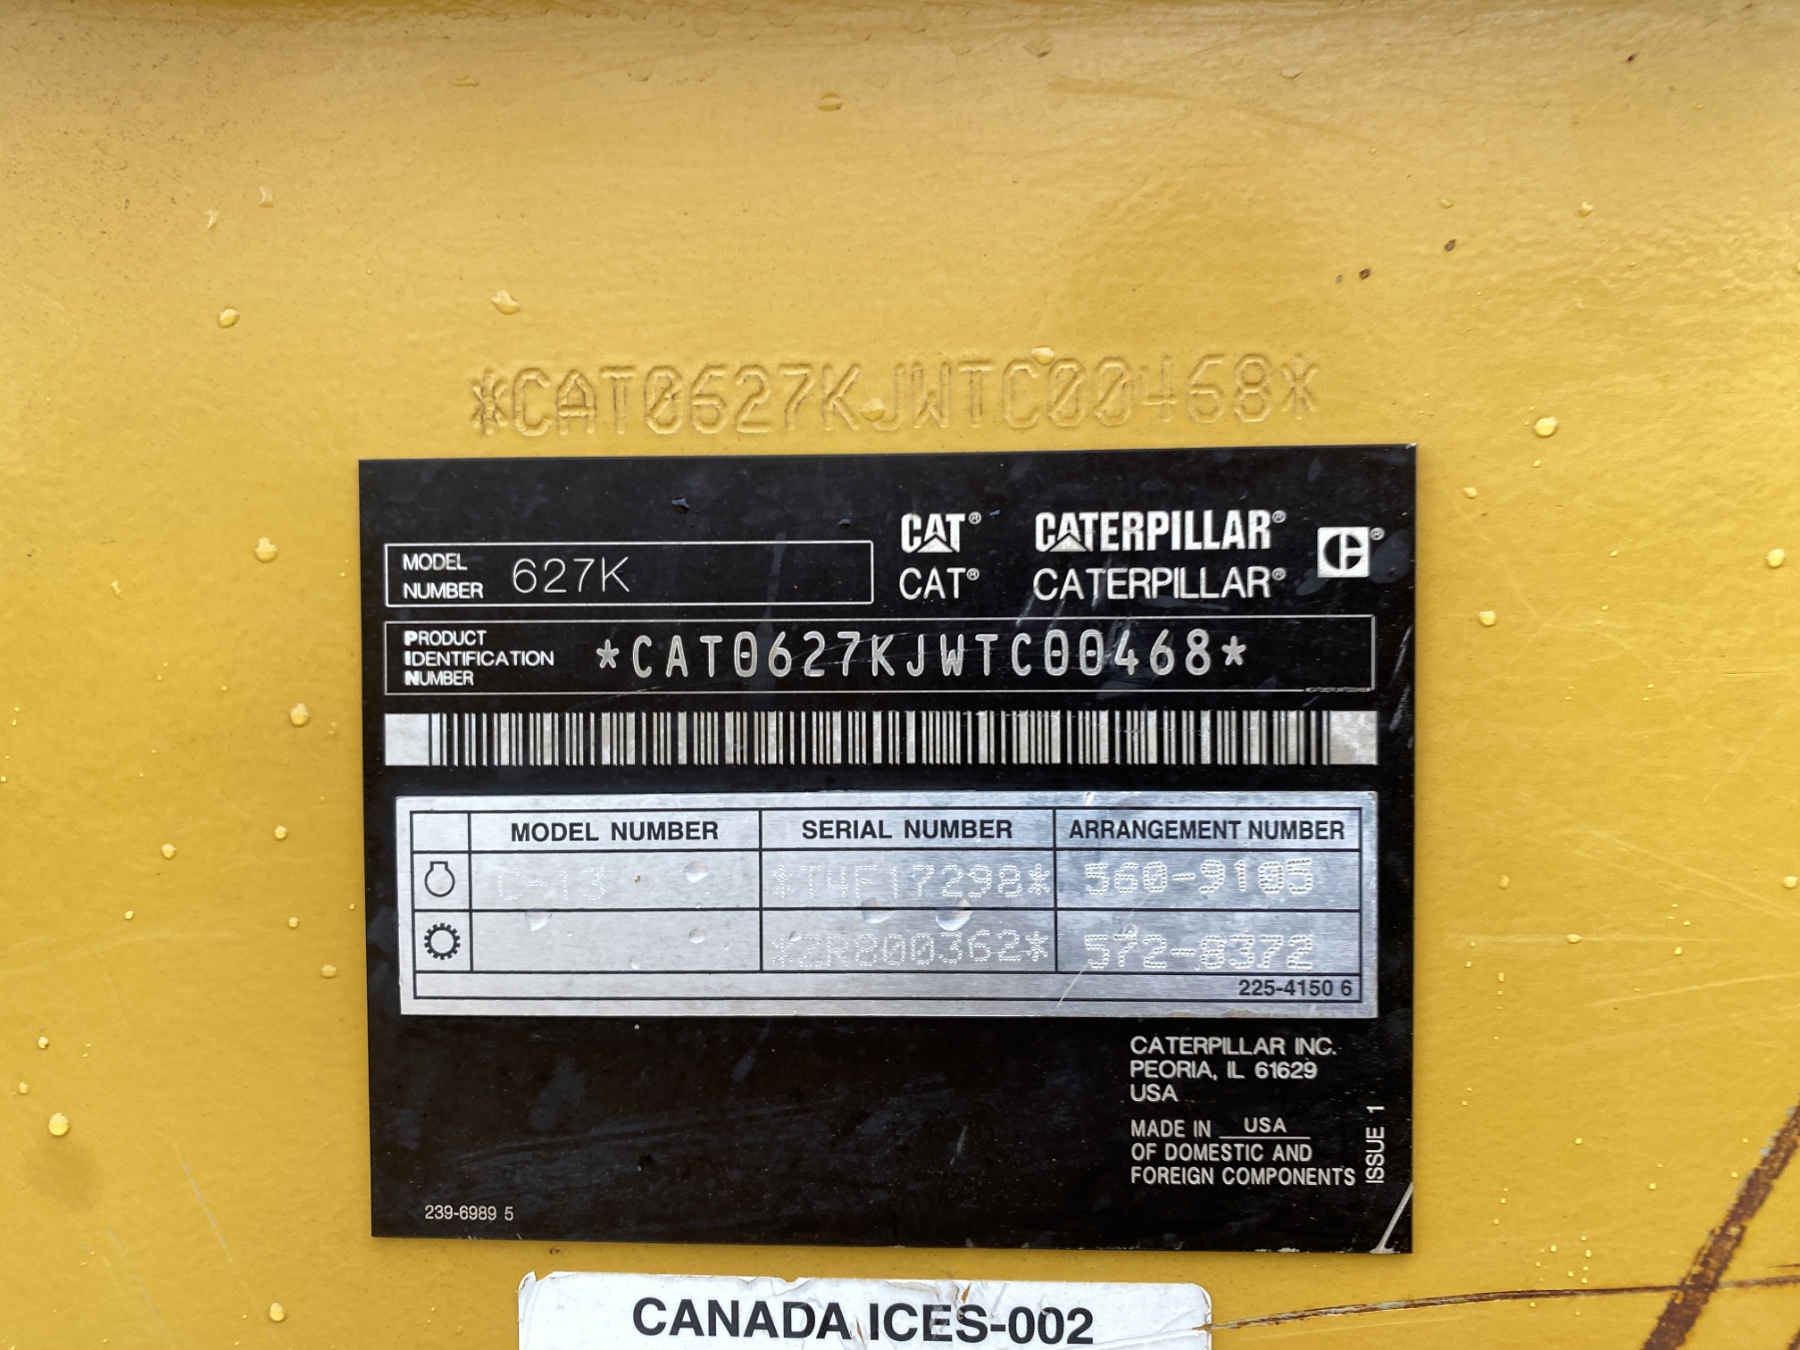 *CAT0627KJWTC00468*
CAT® CATERPILLAR®
MODEL NUMBER 627K
CAT® CATERPILLAR®
PRODUCT IDENTIFICATION NUMBER *CAT0627KJWTC00468*
MODEL NUMBER SERIAL NUMBER ARRANGEMENT NUMBER
C-13 *T4F17298* 560-9105
*2R800362* 572-8372
225-4150 6
CATERPILLAR INC.
PEORIA, IL 61629
USA
MADE IN USA
OF DOMESTIC AND
FOREIGN COMPONENTS
ISSUE 1
239-6989 5
CANADA ICES-002